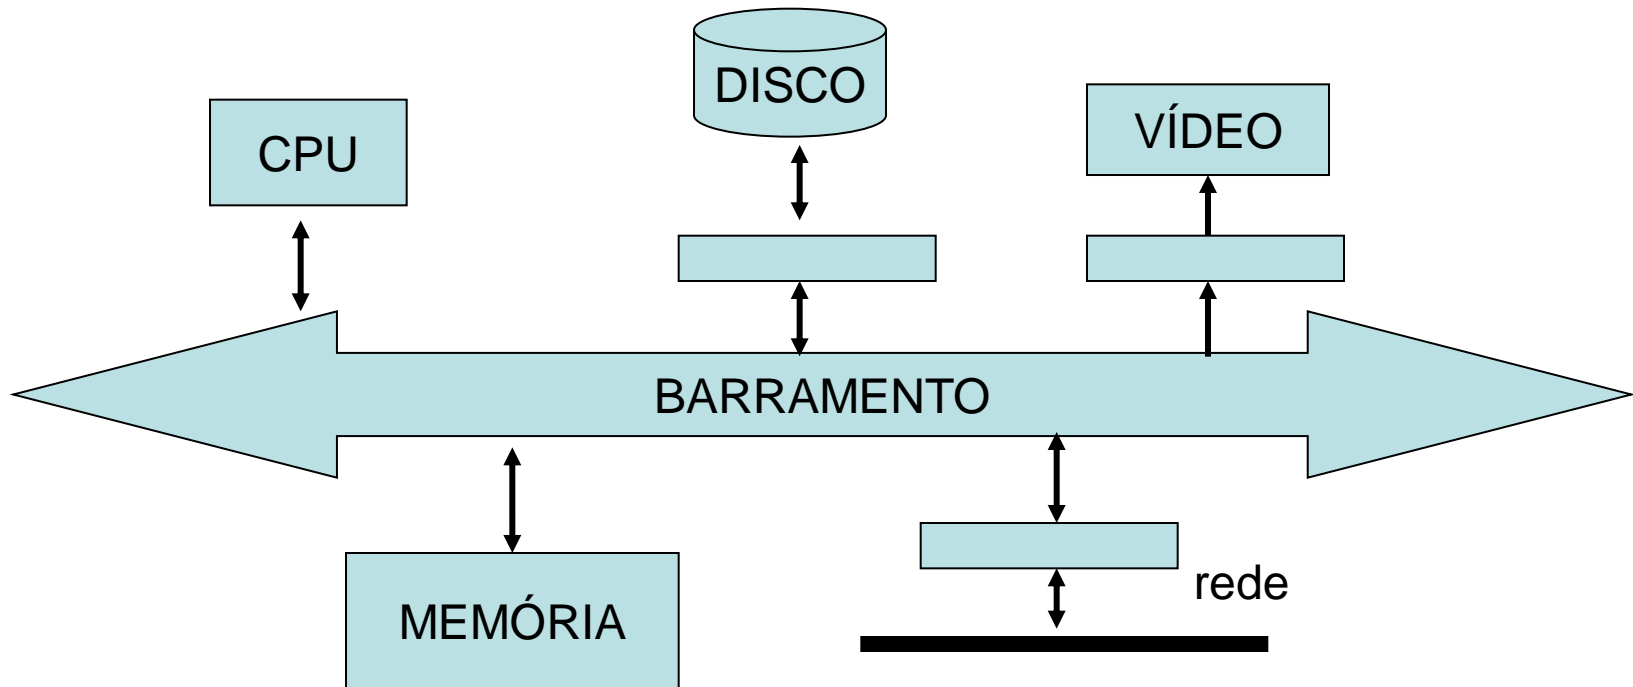 DISCO
CPU
VÍDEO
BARRAMENTO
MEMÓRIA
rede